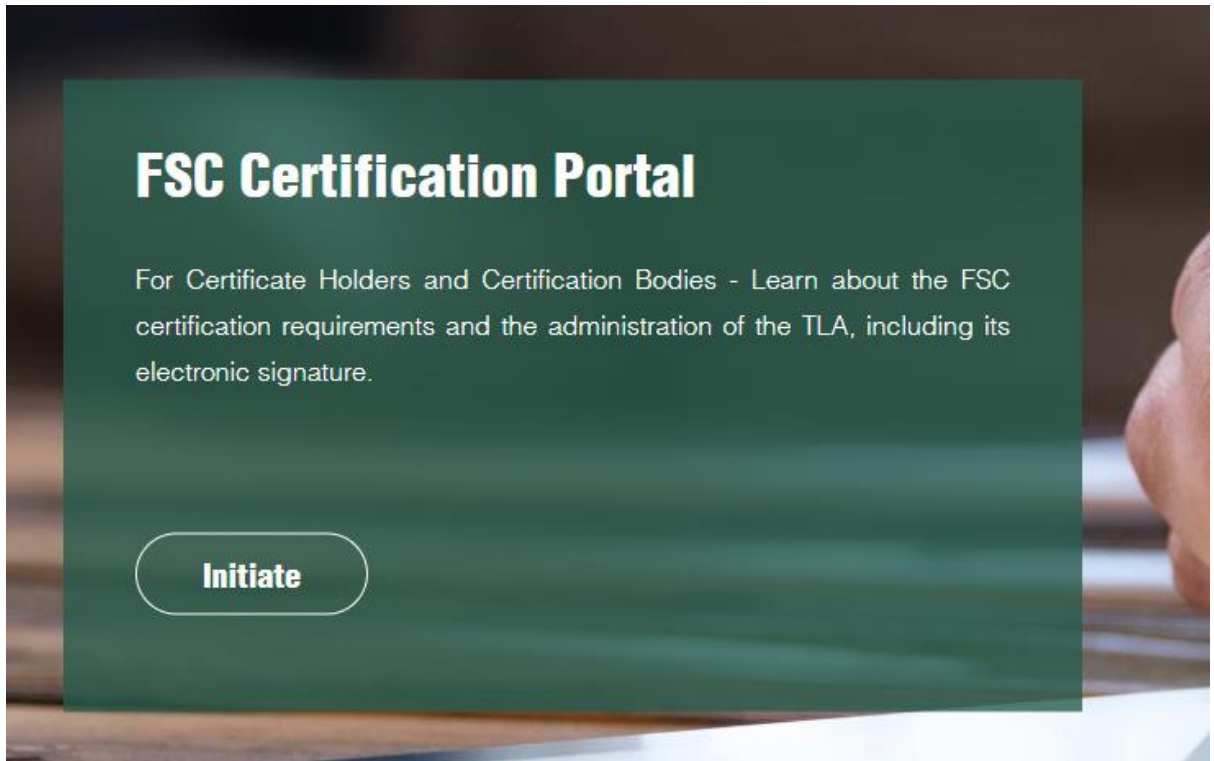 FSC Certification Portal
For Certificate Holders and Certification Bodies - Learn about the FSC
certification requirements and the administration of the TLA, including its
electronic signature.
Initiate